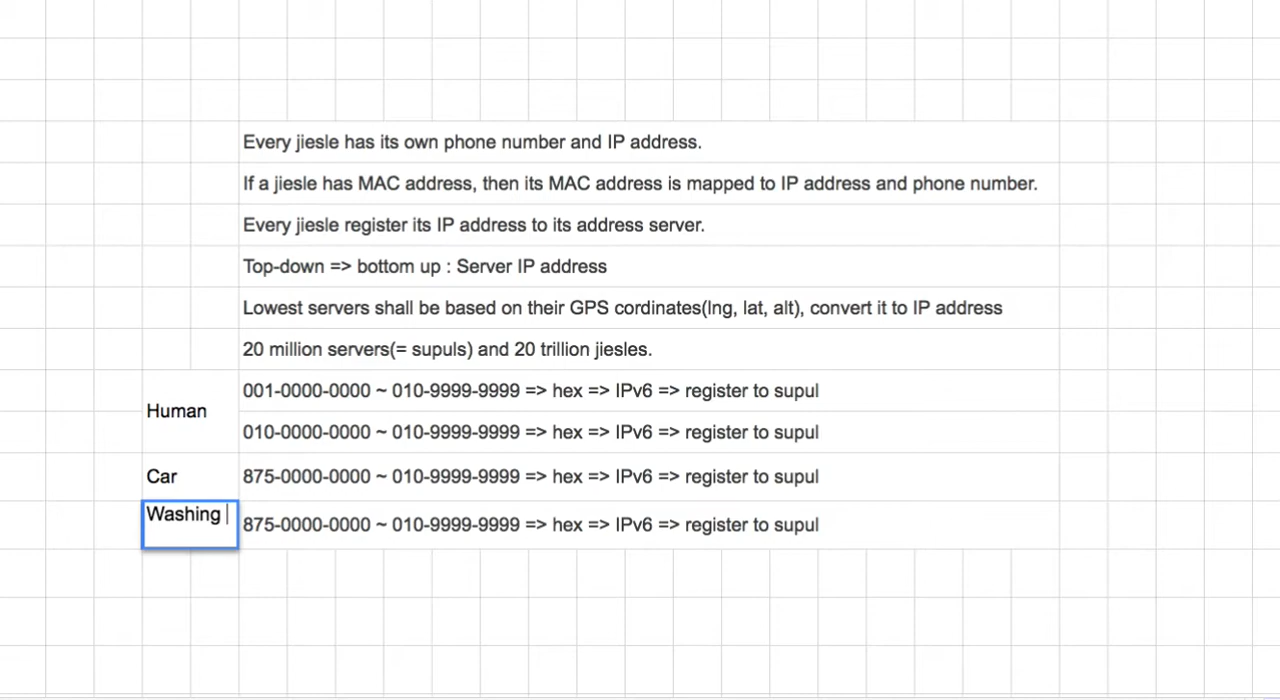 Every jiesle has its own phone number and IP address.
If a jiesle has MAC address, then its MAC address is mapped to IP address and phone number.
Every jiesle register its IP address to its address server.
Top-down => bottom up : Server IP address
Lowest servers shall be based on their GPS cordinates(lng, lat, alt), convert it to IP address
20 million servers(= supuls) and 20 trillion jiesles.
Human
001-0000-0000 ~ 010-9999-9999 => hex => IPv6 => register to supul
010-0000-0000 ~ 010-9999-9999 => hex => IPv6 => register to supul
Car
875-0000-0000 ~ 010-9999-9999 => hex => IPv6 => register to supul
Washing
875-0000-0000 ~ 010-9999-9999 => hex => IPv6 => register to supul